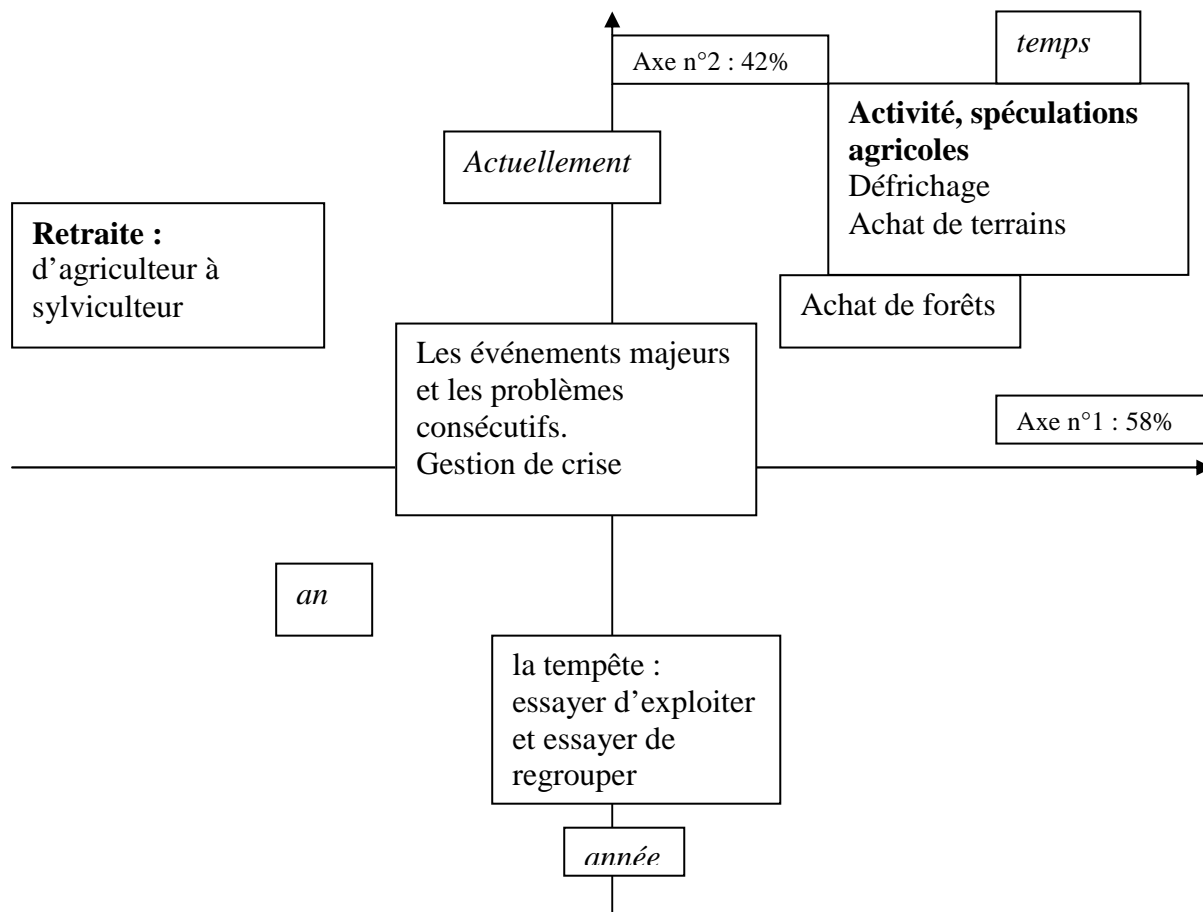 temps
Axe n°2 : 42%
Activité, spéculations
agricoles
Défrichage
Achat de terrains
Actuellement
Retraite :
d’agriculteur à
sylviculteur
Achat de forêts
Les événements majeurs
et les problèmes
consécutifs.
Gestion de crise
Axe n°1 : 58%
an
la tempête :
essayer d’exploiter
et essayer de
regrouper
année